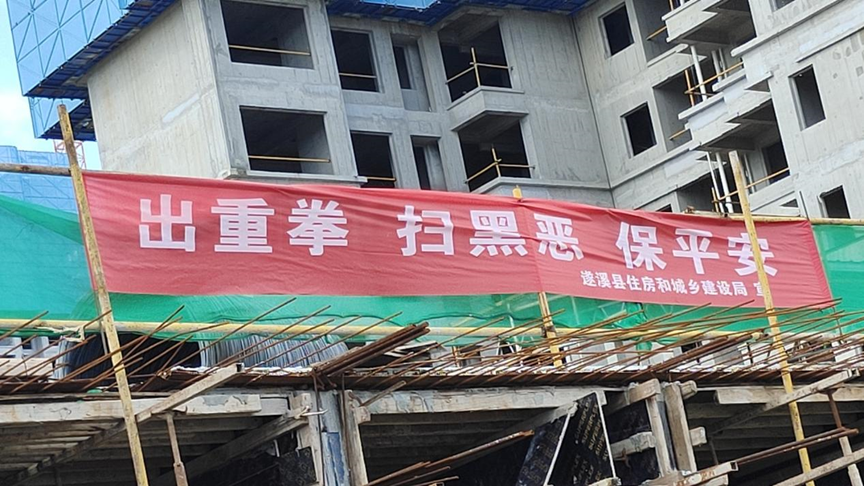 出重拳 扫黑恶 保平安
遂溪县住房和城乡建设局 宣